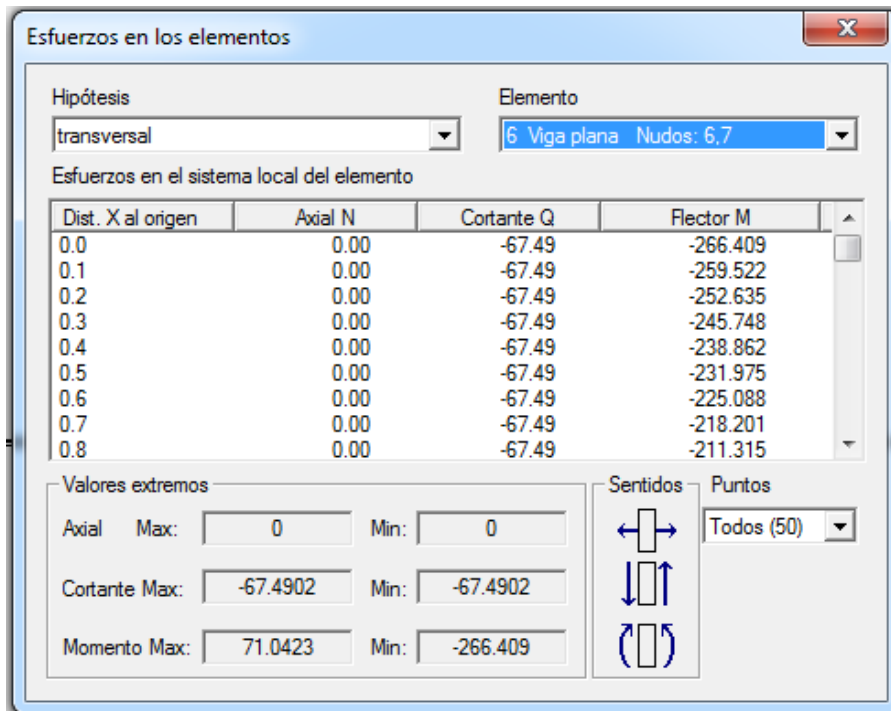 Esfuerzos en los elementos
Hipótesis Elemento
transversal 6 Viga plana Nudos: 6,7
Esfuerzos en el sistema local del elemento
Dist. X al origen Axial N Cortante Q Flector M
0.0 0.00 -67.49 -266.409
0.1 0.00 -67.49 -259.522
0.2 0.00 -67.49 -252.635
0.3 0.00 -67.49 -245.748
0.4 0.00 -67.49 -238.862
0.5 0.00 -67.49 -231.975
0.6 0.00 -67.49 -225.088
0.7 0.00 -67.49 -218.201
0.8 0.00 -67.49 -211.315
Valores extremos Sentidos Puntos
Axial Max: 0 Min: 0 Todos (50)
Cortante Max: -67.4902 Min: -67.4902
Momento Max: 71.0423 Min: -266.409